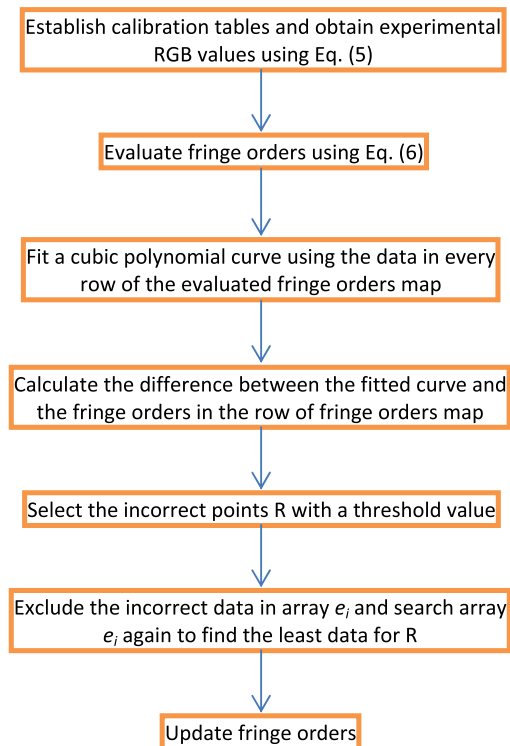 Establish calibration tables and obtain experimental
RGB values using Eq. (5)
Evaluate fringe orders using Eq. (6)
Fit a cubic polynomial curve using the data in every
row of the evaluated fringe orders map
Calculate the difference between the fitted curve and
the fringe orders in the row of fringe orders map
Select the incorrect points R with a threshold value
Exclude the incorrect data in array eᵢ and search array
eᵢ again to find the least data for R
Update fringe orders